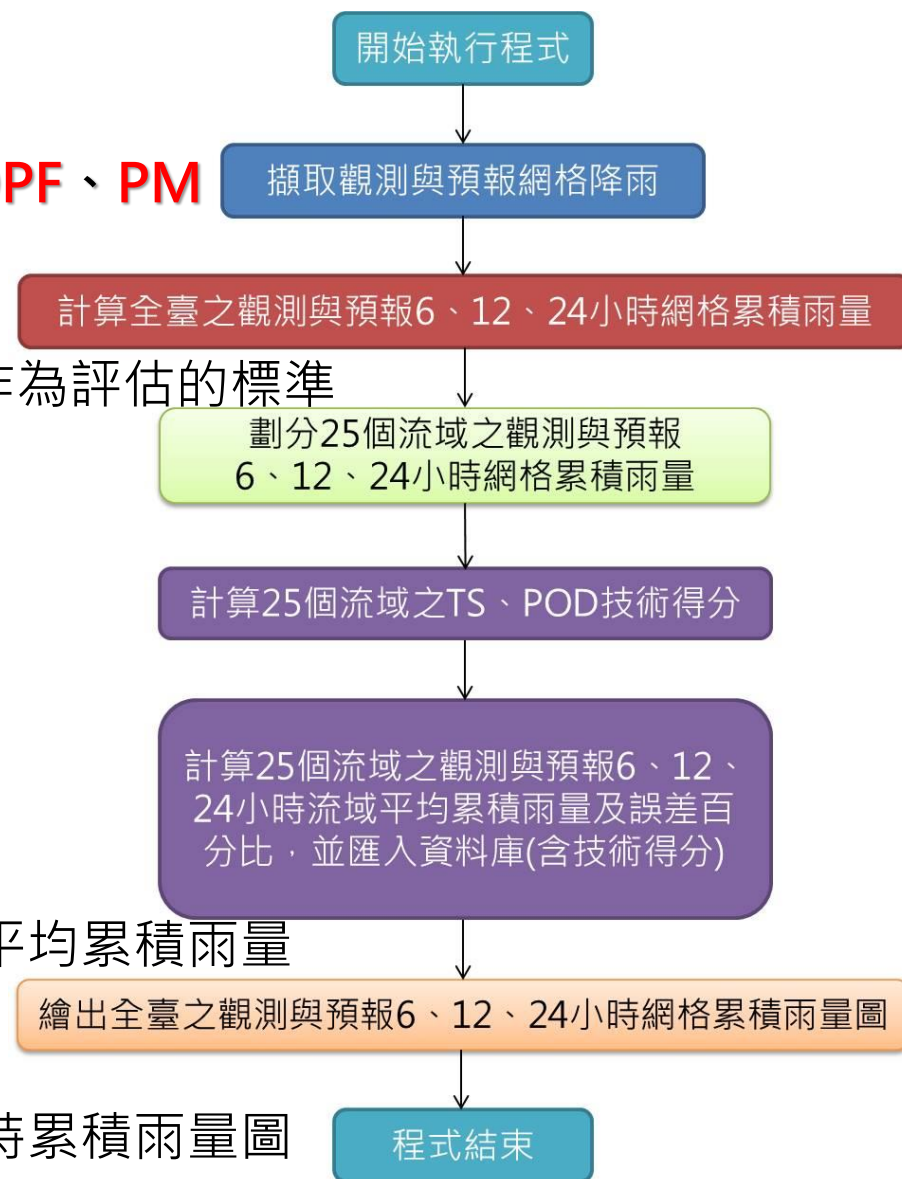 開始執行程式
PF、PM
擷取觀測與預報網格降雨
計算全臺之觀測與預報6、12、24小時網格累積雨量
作為評估的標準
劃分25個流域之觀測與預報
6、12、24小時網格累積雨量
計算25個流域之TS、POD技術得分
計算25個流域之觀測與預報6、12、
24小時流域平均累積雨量及誤差百
分比，並匯入資料庫(含技術得分)
平均累積雨量
繪出全臺之觀測與預報6、12、24小時網格累積雨量圖
時累積雨量圖
程式結束